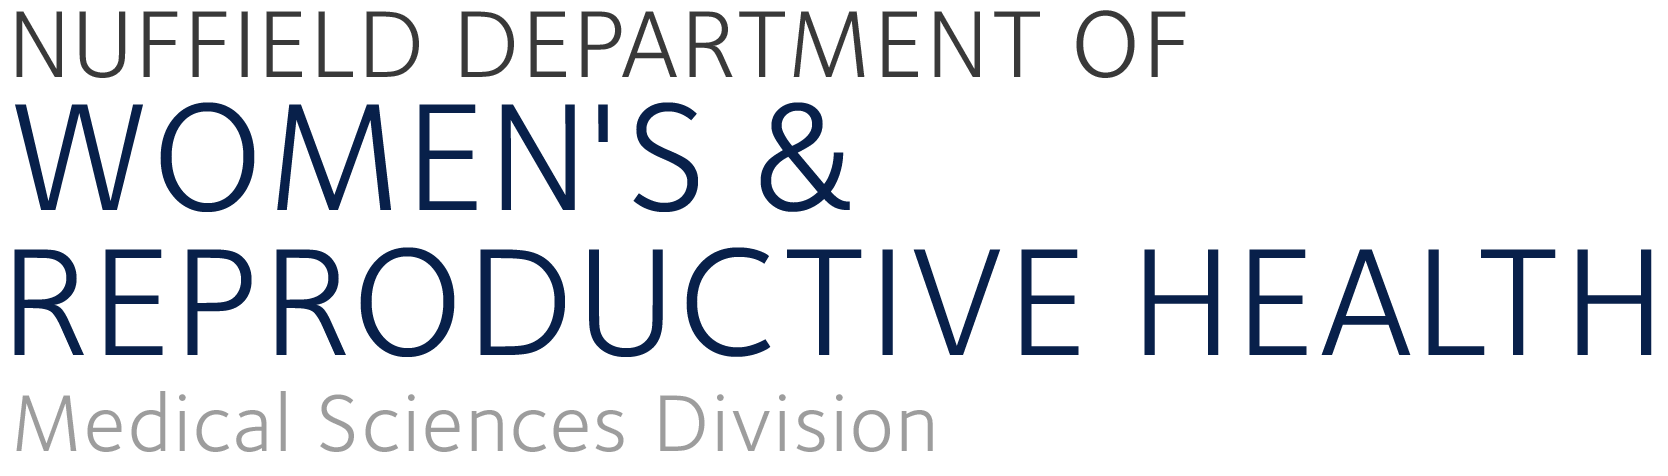 NUFFIELD DEPARTMENT OF
WOMEN'S &
REPRODUCTIVE HEALTH
Medical Sciences Division